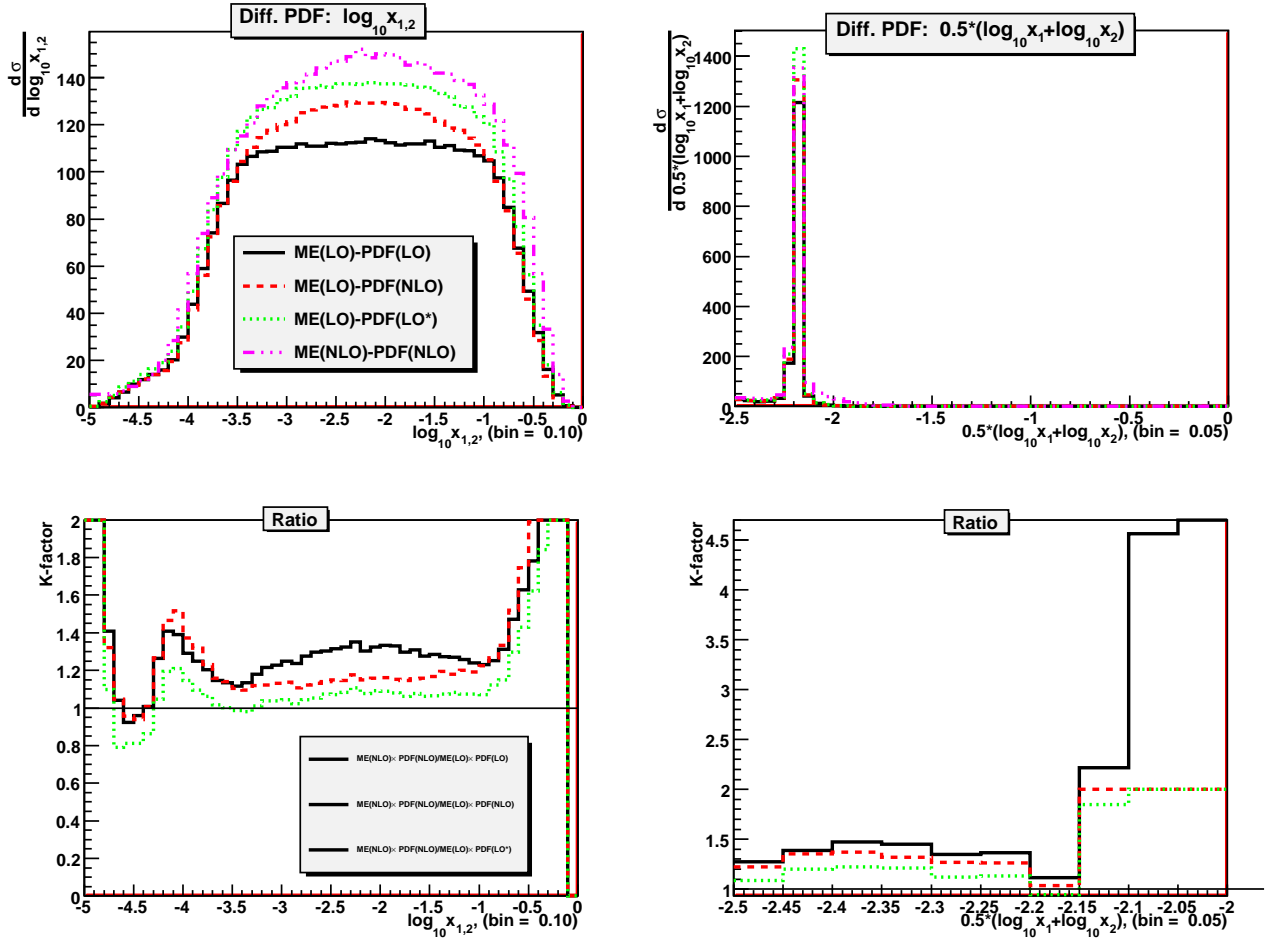 Diff. PDF: log10x1,2
dσ
d log10x1,2
140
120
100
80
60
40
20
0
ME(LO)-PDF(LO)
ME(LO)-PDF(NLO)
ME(LO)-PDF(LO*)
ME(NLO)-PDF(NLO)
-5 -4.5 -4 -3.5 -3 -2.5 -2 -1.5 -1 -0.5 0
log10x1,2, (bin = 0.10)
Diff. PDF: 0.5*(log10x1+log10x2)
dσ
d 0.5*(log10x1+log10x2)
1400
1200
1000
800
600
400
200
0
-2.5 -2 -1.5 -1 -0.5 0
0.5*(log10x1+log10x2), (bin = 0.05)
Ratio
K-factor
2
1.8
1.6
1.4
1.2
1
0.8
0.6
0.4
0.2
0
ME(NLO)× PDF(NLO)/ME(LO)× PDF(LO)
ME(NLO)× PDF(NLO)/ME(LO)× PDF(NLO)
ME(NLO)× PDF(NLO)/ME(LO)× PDF(LO*)
-5 -4.5 -4 -3.5 -3 -2.5 -2 -1.5 -1 -0.5 0
log10x1,2, (bin = 0.10)
Ratio
K-factor
4.5
4
3.5
3
2.5
2
1.5
1
-2.5 -2.45 -2.4 -2.35 -2.3 -2.25 -2.2 -2.15 -2.1 -2.05 -2
0.5*(log10x1+log10x2), (bin = 0.05)